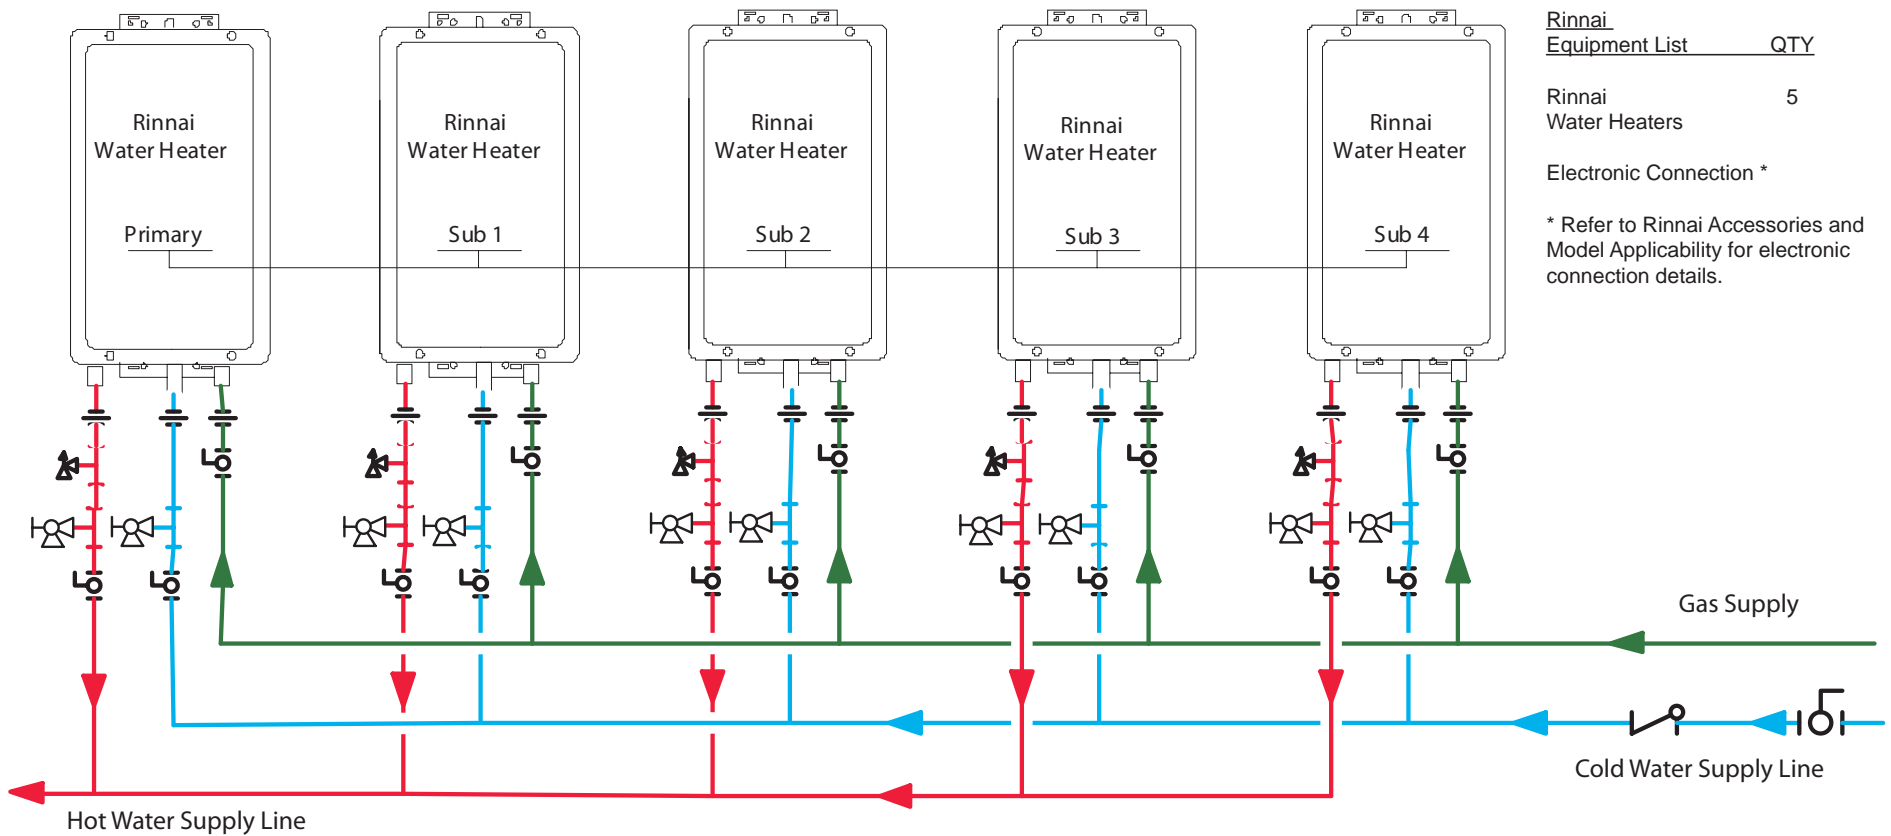 Rinnai
Equipment List QTY
Rinnai 5
Water Heaters
Electronic Connection *
* Refer to Rinnai Accessories and
Model Applicability for electronic
connection details.
Rinnai
Water Heater
Primary
Rinnai
Water Heater
Sub 1
Rinnai
Water Heater
Sub 2
Rinnai
Water Heater
Sub 3
Rinnai
Water Heater
Sub 4
Gas Supply
Cold Water Supply Line
Hot Water Supply Line